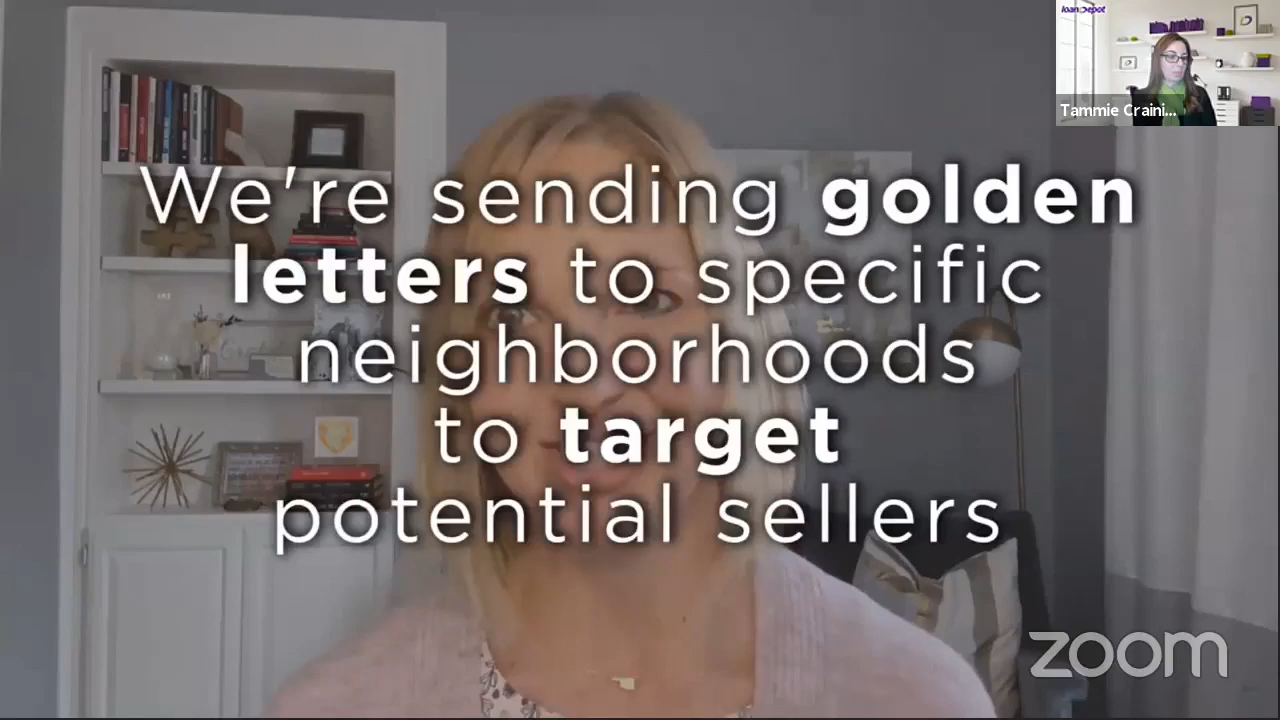 loanDepot
Tammie Craini...
We're sending golden
letters to specific
neighborhoods
to target
potential sellers
zoom